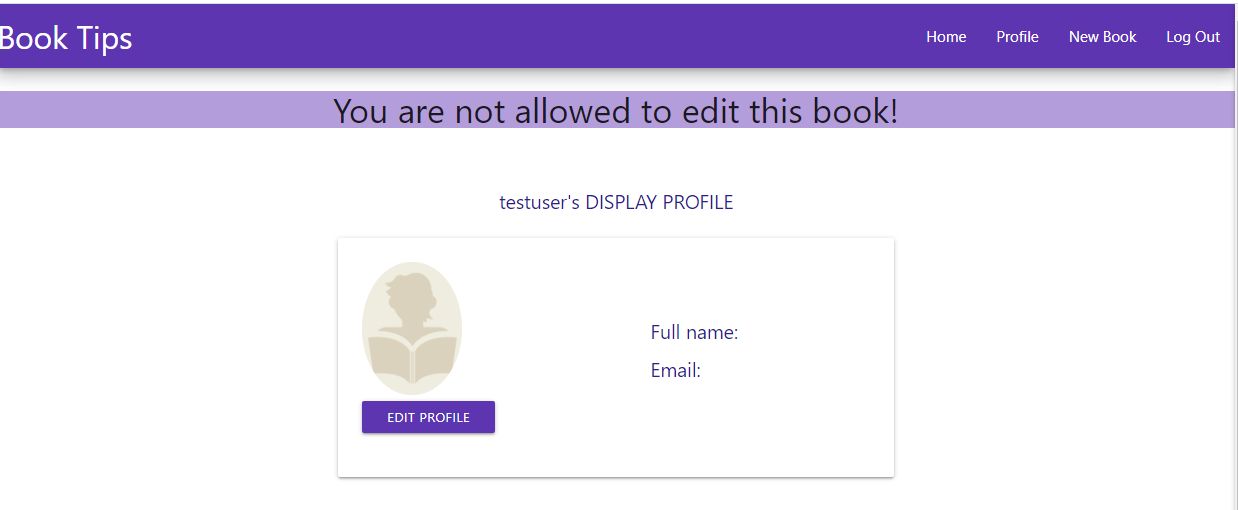 Book Tips
Home Profile New Book Log Out
You are not allowed to edit this book!
testuser's DISPLAY PROFILE
Full name:
Email:
EDIT PROFILE